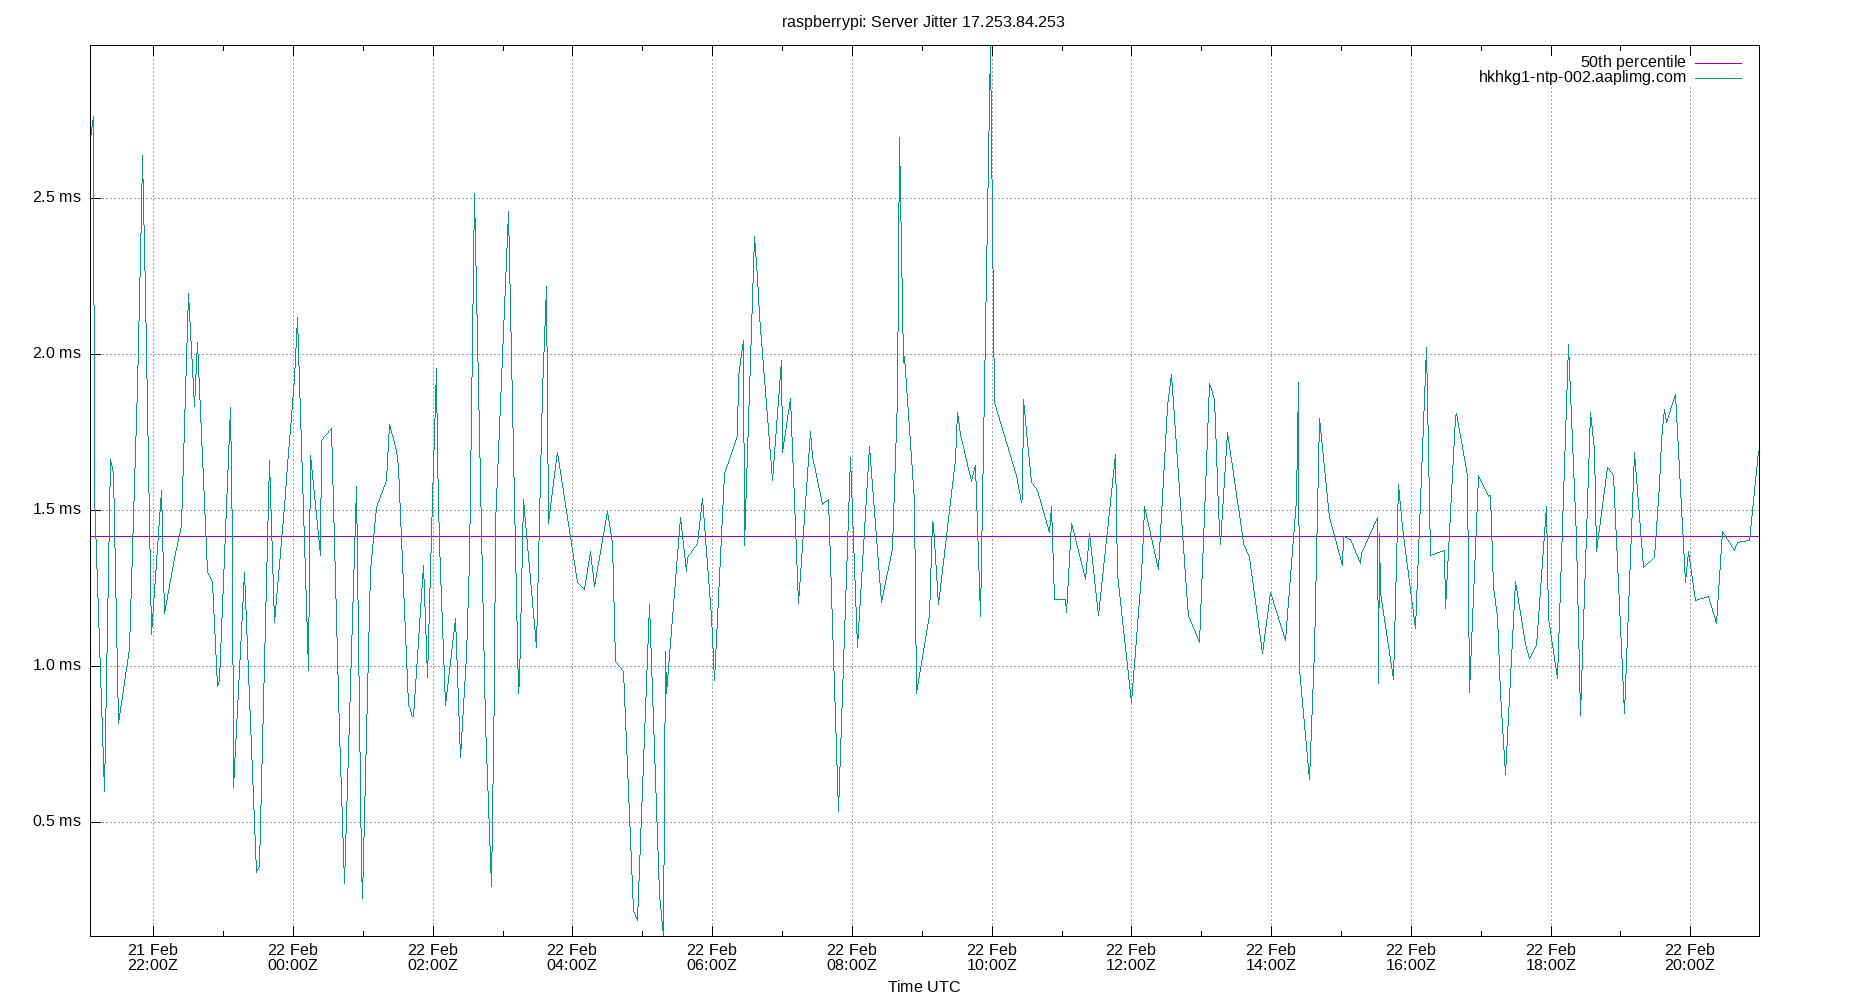 raspberrypi: Server Jitter 17.253.84.253
50th percentile
hkhkg1-ntp-002.aaplimg.com
2.5 ms
2.0 ms
1.5 ms
1.0 ms
0.5 ms
21 Feb 22 Feb 22 Feb 22 Feb 22 Feb 22 Feb 22 Feb 22 Feb 22 Feb 22 Feb 22 Feb 22 Feb
22:00Z 00:00Z 02:00Z 04:00Z 06:00Z 08:00Z 10:00Z 12:00Z 14:00Z 16:00Z 18:00Z 20:00Z
Time UTC